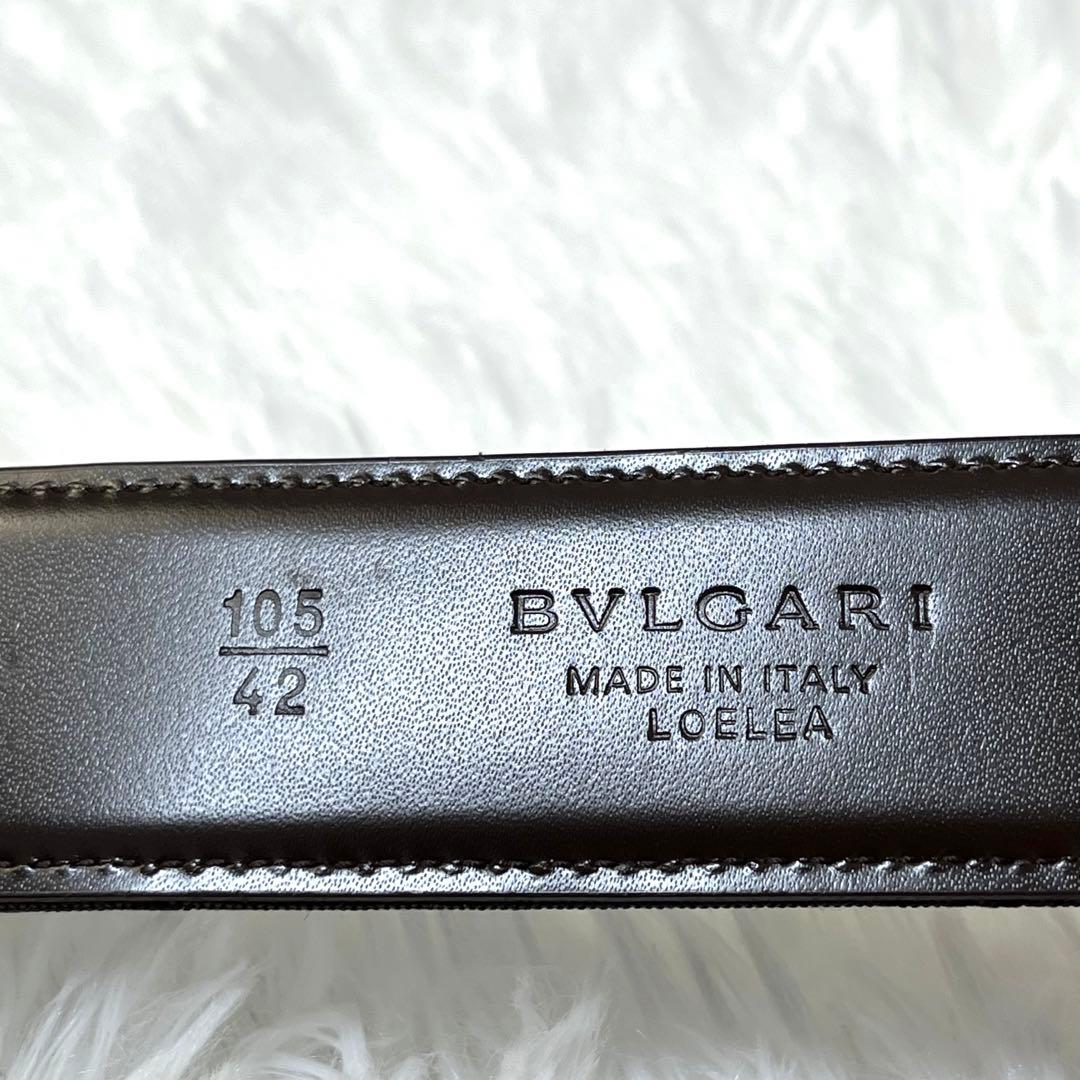 105
42
BVLGARI
MADE IN ITALY
LOELEA